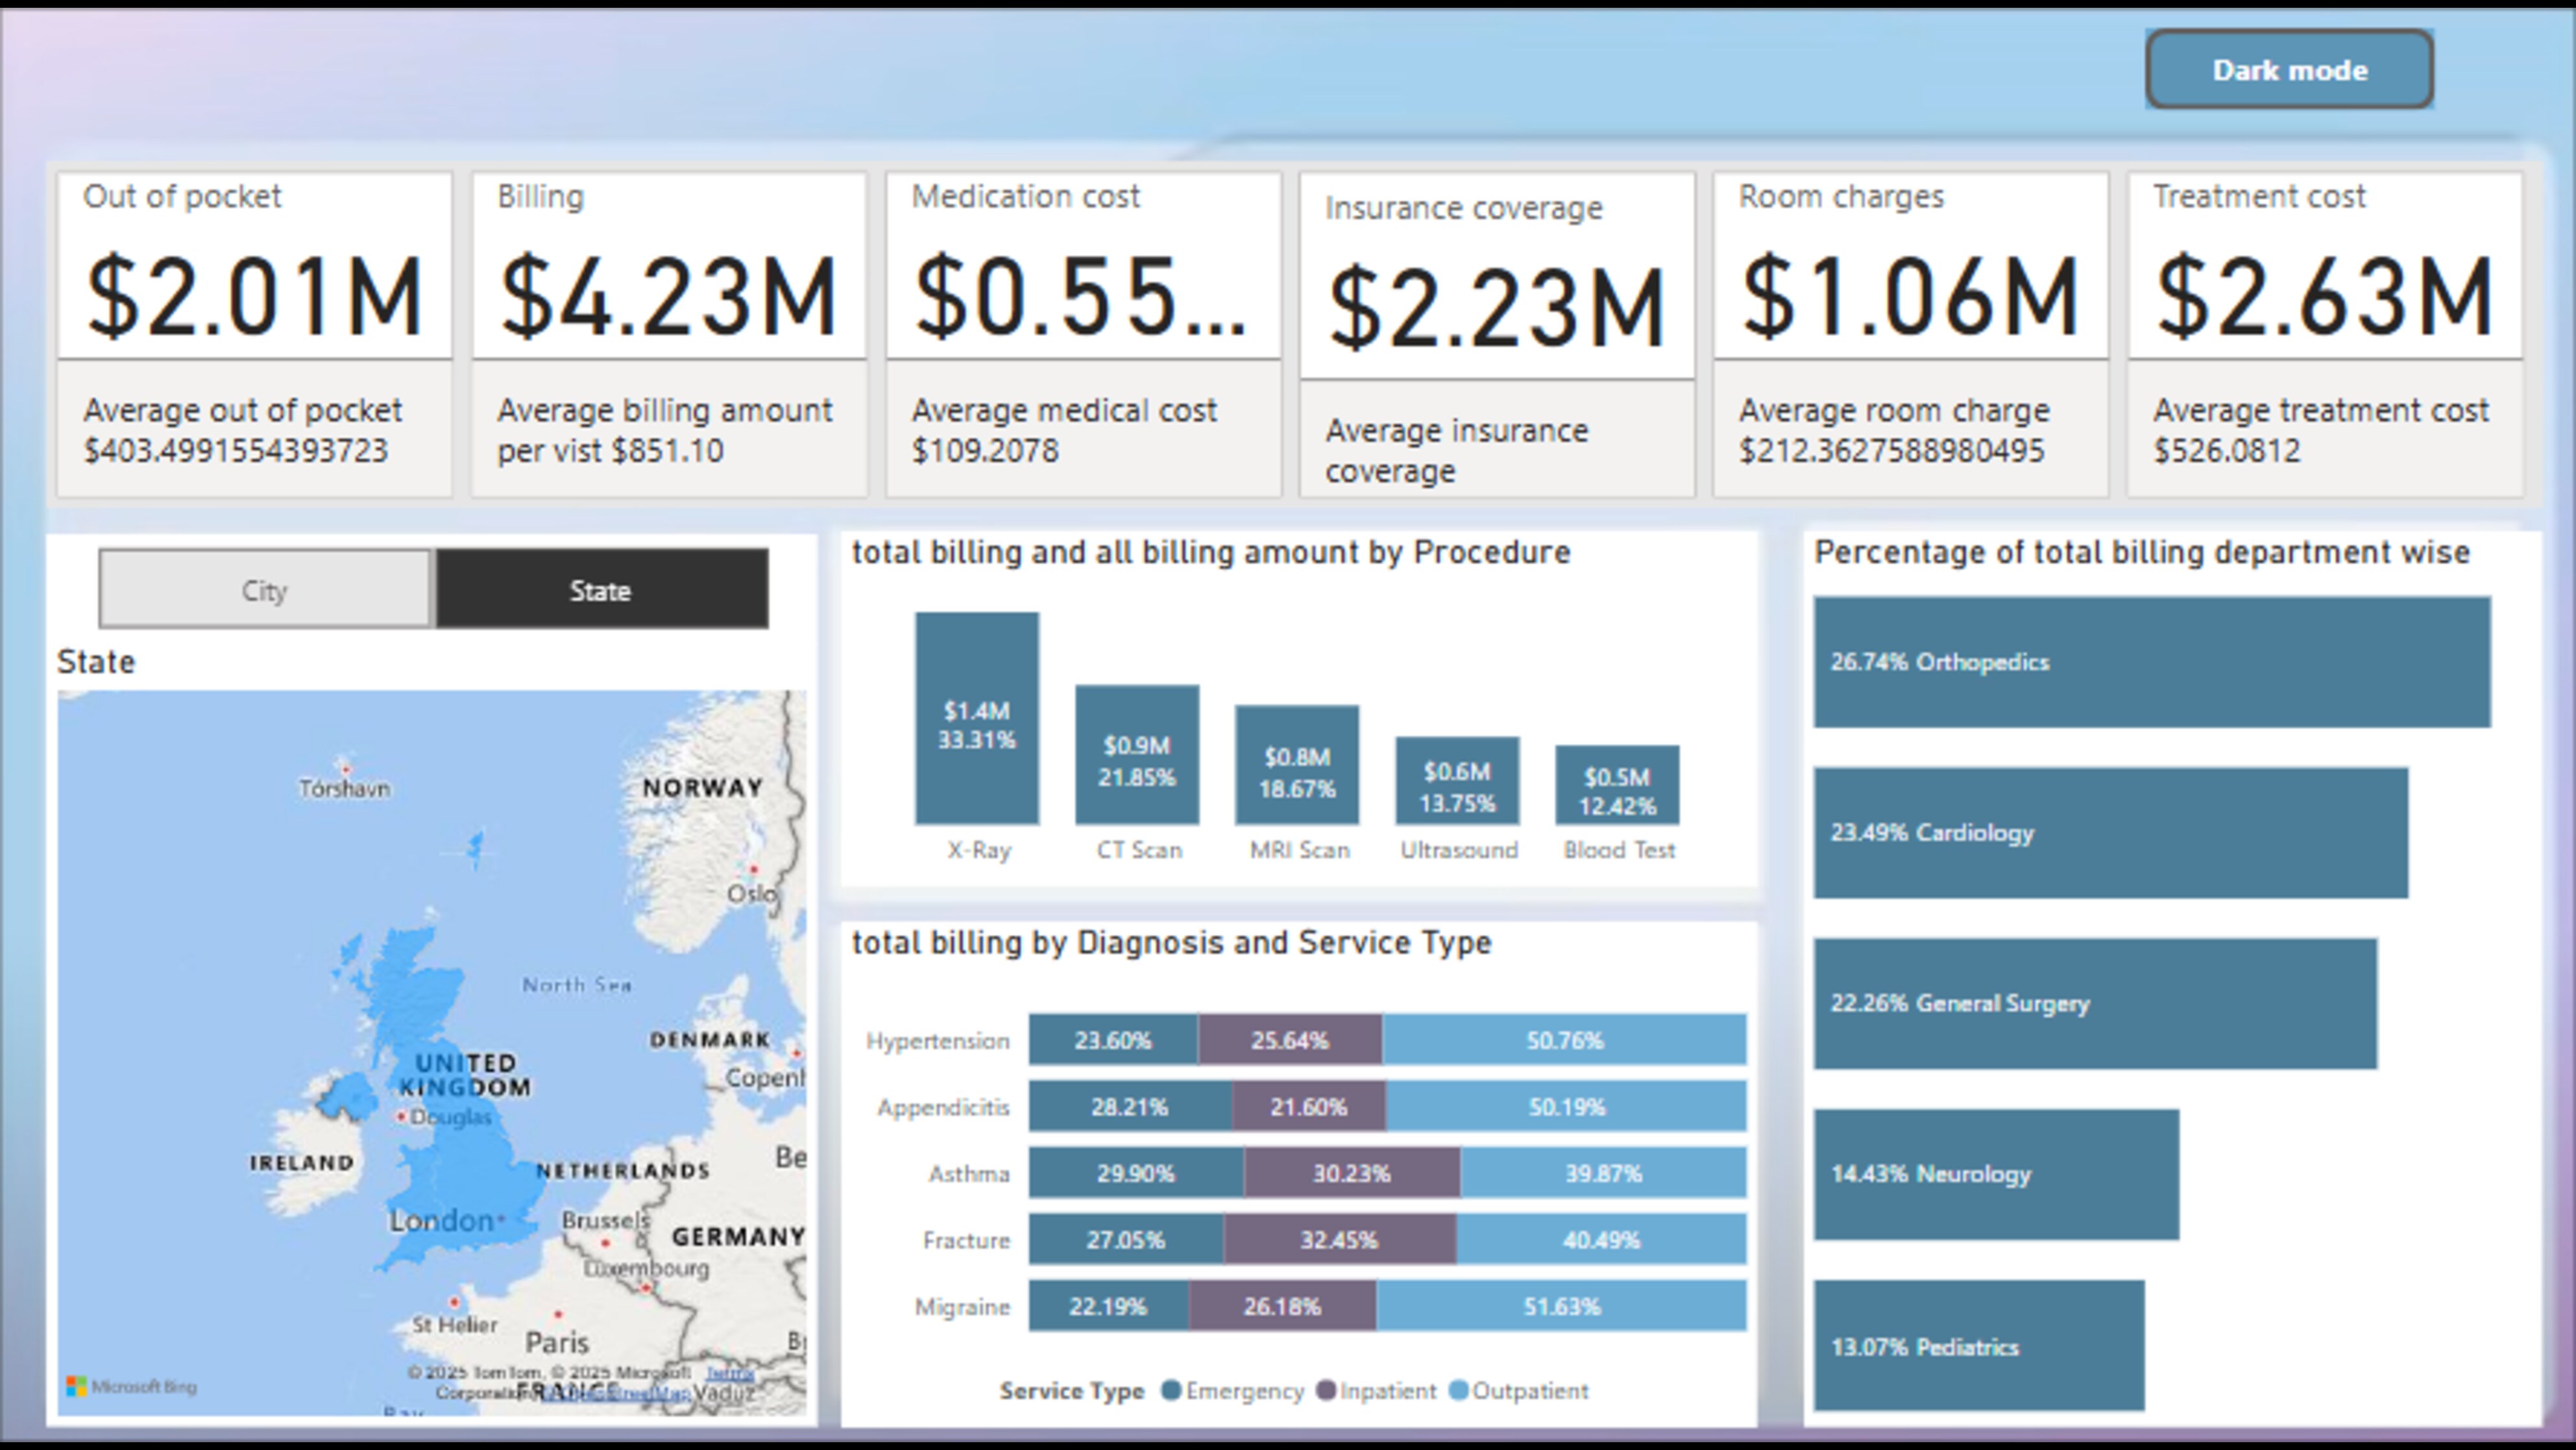 Dark mode
Out of pocket
$2.01M
Average out of pocket
$403.4991554393723
Billing
$4.23M
Average billing amount
per vist $851.10
Medication cost
$0.55...
Average medical cost
$109.2078
Insurance coverage
$2.23M
Average insurance
coverage
Room charges
$1.06M
Average room charge
$212.3627588980495
Treatment cost
$2.63M
Average treatment cost
$526.0812
City
State
State
Tórshavn
NORWAY
Oslo
North Sea
DENMARK
Copenh
UNITED
KINGDOM
Douglas
IRELAND
NETHERLANDS
Be
London
Brussels
GERMANY
Luxembourg
St Helier
Paris
© 2025 TomTom, © 2025 Microsoft Terms
Corporation
FRANCE
Vaduz
Microsoft Bing
total billing and all billing amount by Procedure
$1.4M
33.31%
$0.9M
21.85%
$0.8M
18.67%
$0.6M
13.75%
$0.5M
12.42%
X-Ray
CT Scan
MRI Scan
Ultrasound
Blood Test
total billing by Diagnosis and Service Type
Hypertension 23.60% 25.64% 50.76%
Appendicitis 28.21% 21.60% 50.19%
Asthma 29.90% 30.23% 39.87%
Fracture 27.05% 32.45% 40.49%
Migraine 22.19% 26.18% 51.63%
Service Type Emergency Inpatient Outpatient
Percentage of total billing department wise
26.74% Orthopedics
23.49% Cardiology
22.26% General Surgery
14.43% Neurology
13.07% Pediatrics